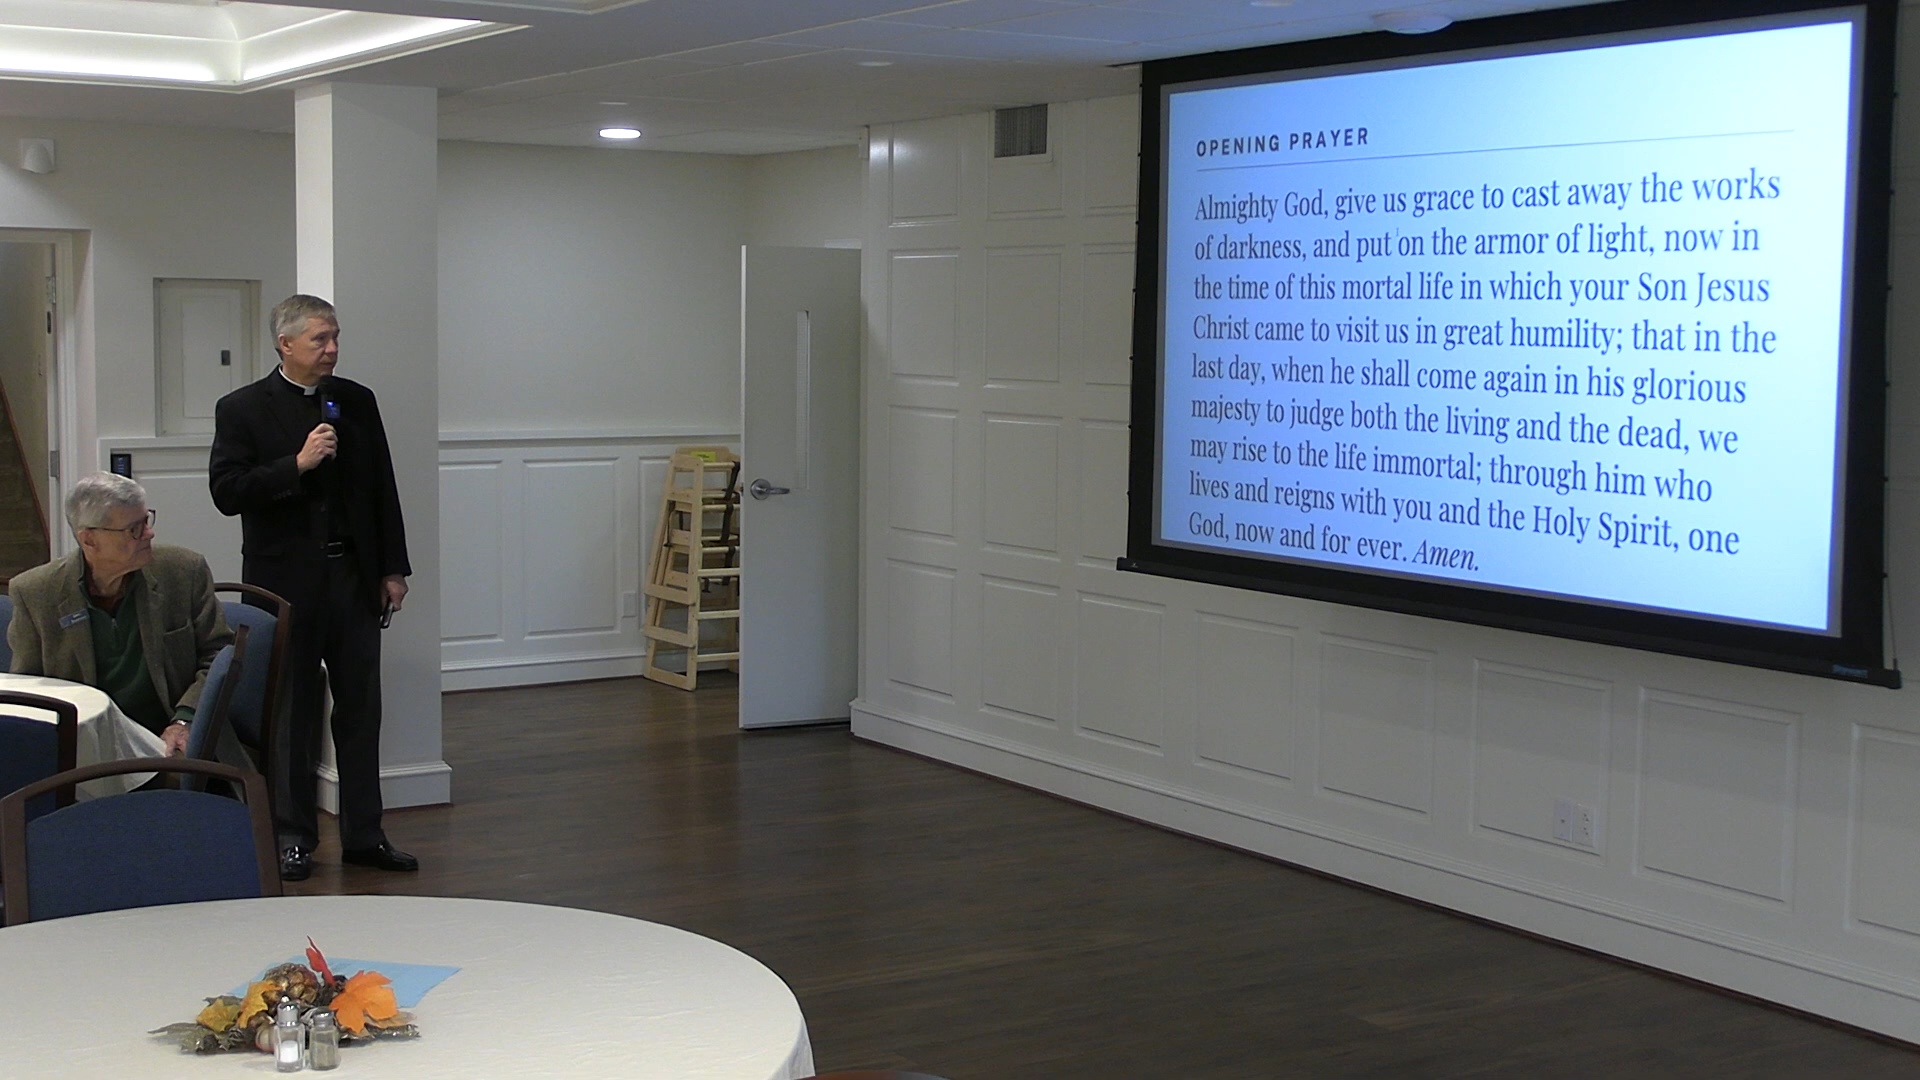 OPENING PRAYER
Almighty God, give us grace to cast away the works
of darkness, and put on the armor of light, now in
the time of this mortal life in which your Son Jesus
Christ came to visit us in great humility; that in the
last day, when he shall come again in his glorious
majesty to judge both the living and the dead, we
may rise to the life immortal; through him who
lives and reigns with you and the Holy Spirit, one
God, now and for ever. Amen.